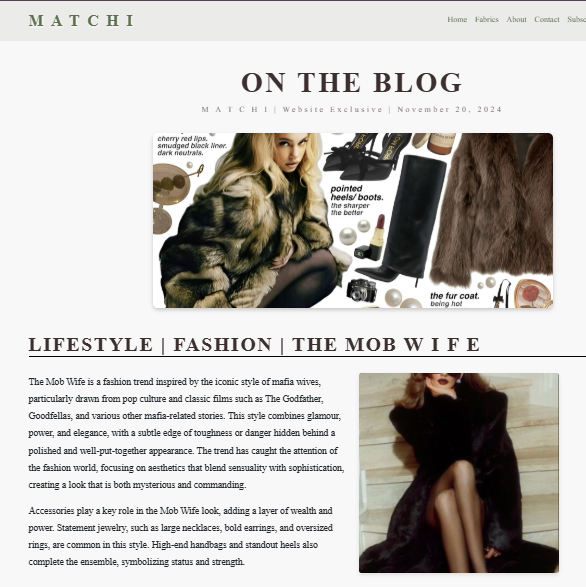 M A T C H I
Home Fabrics About Contact Subsc
ON THE BLOG
M A T C H I | Website Exclusive | November 20, 2024
cherry red lips.
smudged black liner.
dark neutrals.
pointed
heels/ boots.
the sharper
the better
the fur coat.
being hot
LIFESTYLE | FASHION | THE MOB W I F E
The Mob Wife is a fashion trend inspired by the iconic style of mafia wives,
particularly drawn from pop culture and classic films such as The Godfather,
Goodfellas, and various other mafia-related stories. This style combines glamour,
power, and elegance, with a subtle edge of toughness or danger hidden behind a
polished and well-put-together appearance. The trend has caught the attention of
the fashion world, focusing on aesthetics that blend sensuality with sophistication,
creating a look that is both mysterious and commanding.
Accessories play a key role in the Mob Wife look, adding a layer of wealth and
power. Statement jewelry, such as large necklaces, bold earrings, and oversized
rings, are common in this style. High-end handbags and standout heels also
complete the ensemble, symbolizing status and strength.